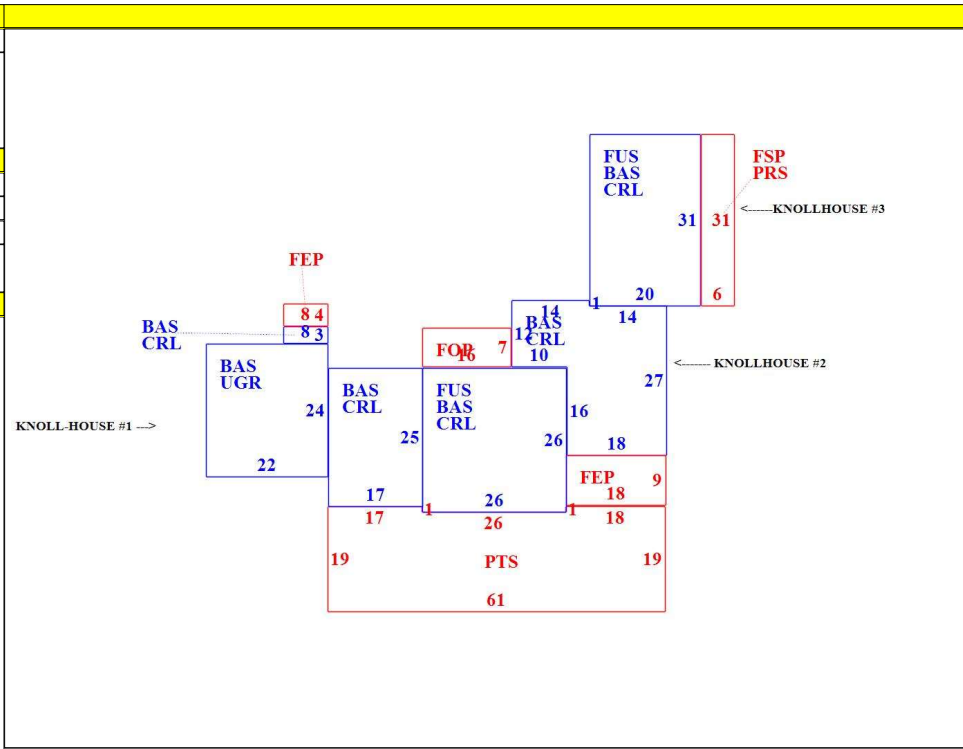 FUS
BAS
CRL
31
20
1
FSP
PRS
31
6
<------KNOLLHOUSE #3
FEP
8 4
8 3
BAS
CRL
BAS
UGR
24
22
KNOLL-HOUSE #1 --->
14
12
BAS
CRL
10
14
27
16
18
<------- KNOLLHOUSE #2
FOP
16
7
BAS
CRL
25
17
FUS
BAS
CRL
26
26
FEP
9
18
17
1
26
1
18
19
PTS
19
61